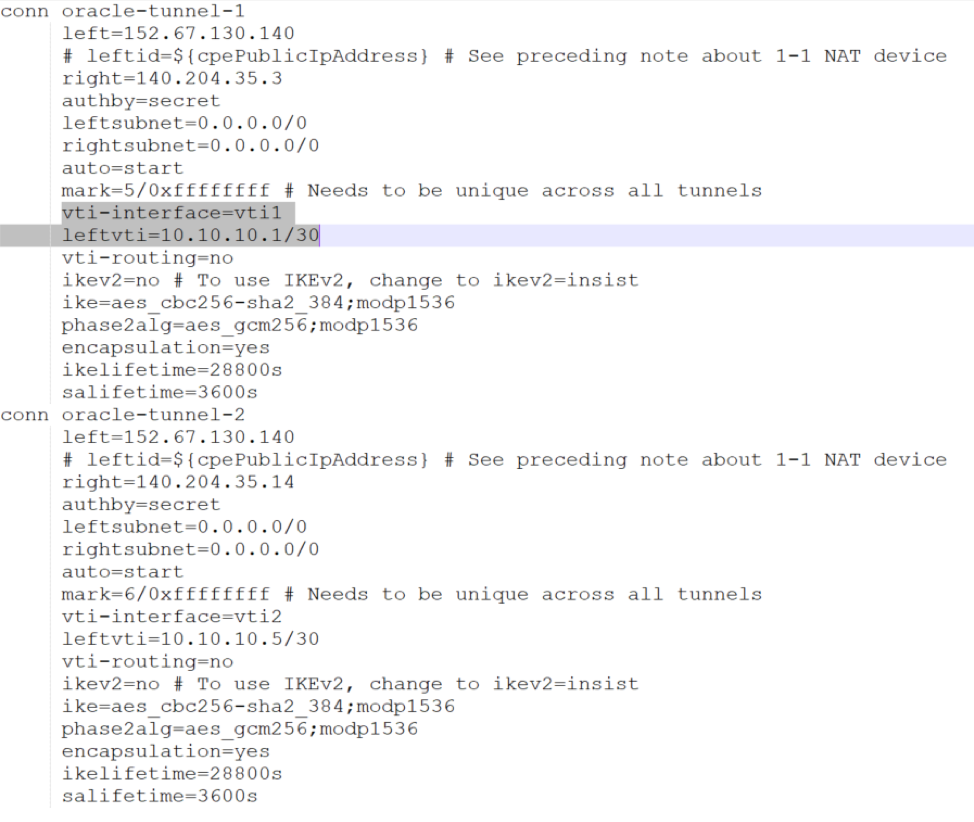 conn oracle-tunnel-1
left=152.67.130.140
# leftid=${cpePublicIpAddress} # See preceding note about 1-1 NAT device
right=140.204.35.3
authby=secret
leftsubnet=0.0.0.0/0
rightsubnet=0.0.0.0/0
auto=start
mark=5/0xffffffff # Needs to be unique across all tunnels
vti-interface=vti1
leftvti=10.10.10.1/30
vti-routing=no
ikev2=no # To use IKEv2, change to ikev2=insist
ike=aes_cbc256-sha2_384;modp1536
phase2alg=aes_gcm256;modp1536
encapsulation=yes
ikelifetime=28800s
salifetime=3600s
conn oracle-tunnel-2
left=152.67.130.140
# leftid=${cpePublicIpAddress} # See preceding note about 1-1 NAT device
right=140.204.35.14
authby=secret
leftsubnet=0.0.0.0/0
rightsubnet=0.0.0.0/0
auto=start
mark=6/0xffffffff # Needs to be unique across all tunnels
vti-interface=vti2
leftvti=10.10.10.5/30
vti-routing=no
ikev2=no # To use IKEv2, change to ikev2=insist
ike=aes_cbc256-sha2_384;modp1536
phase2alg=aes_gcm256;modp1536
encapsulation=yes
ikelifetime=28800s
salifetime=3600s